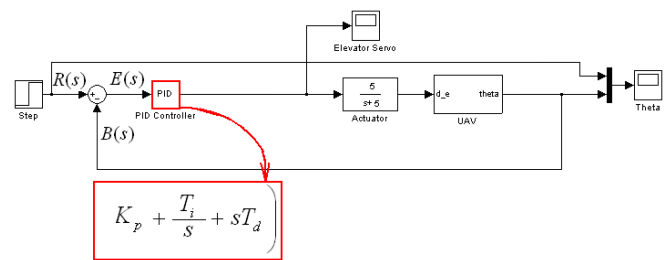 Elevator Servo
R(s)
E(s)
PID
5
s+5
d_e
theta
Step
PID Controller
Actuator
UAV
Theta
B(s)
K_p + T_i/s + sT_d )